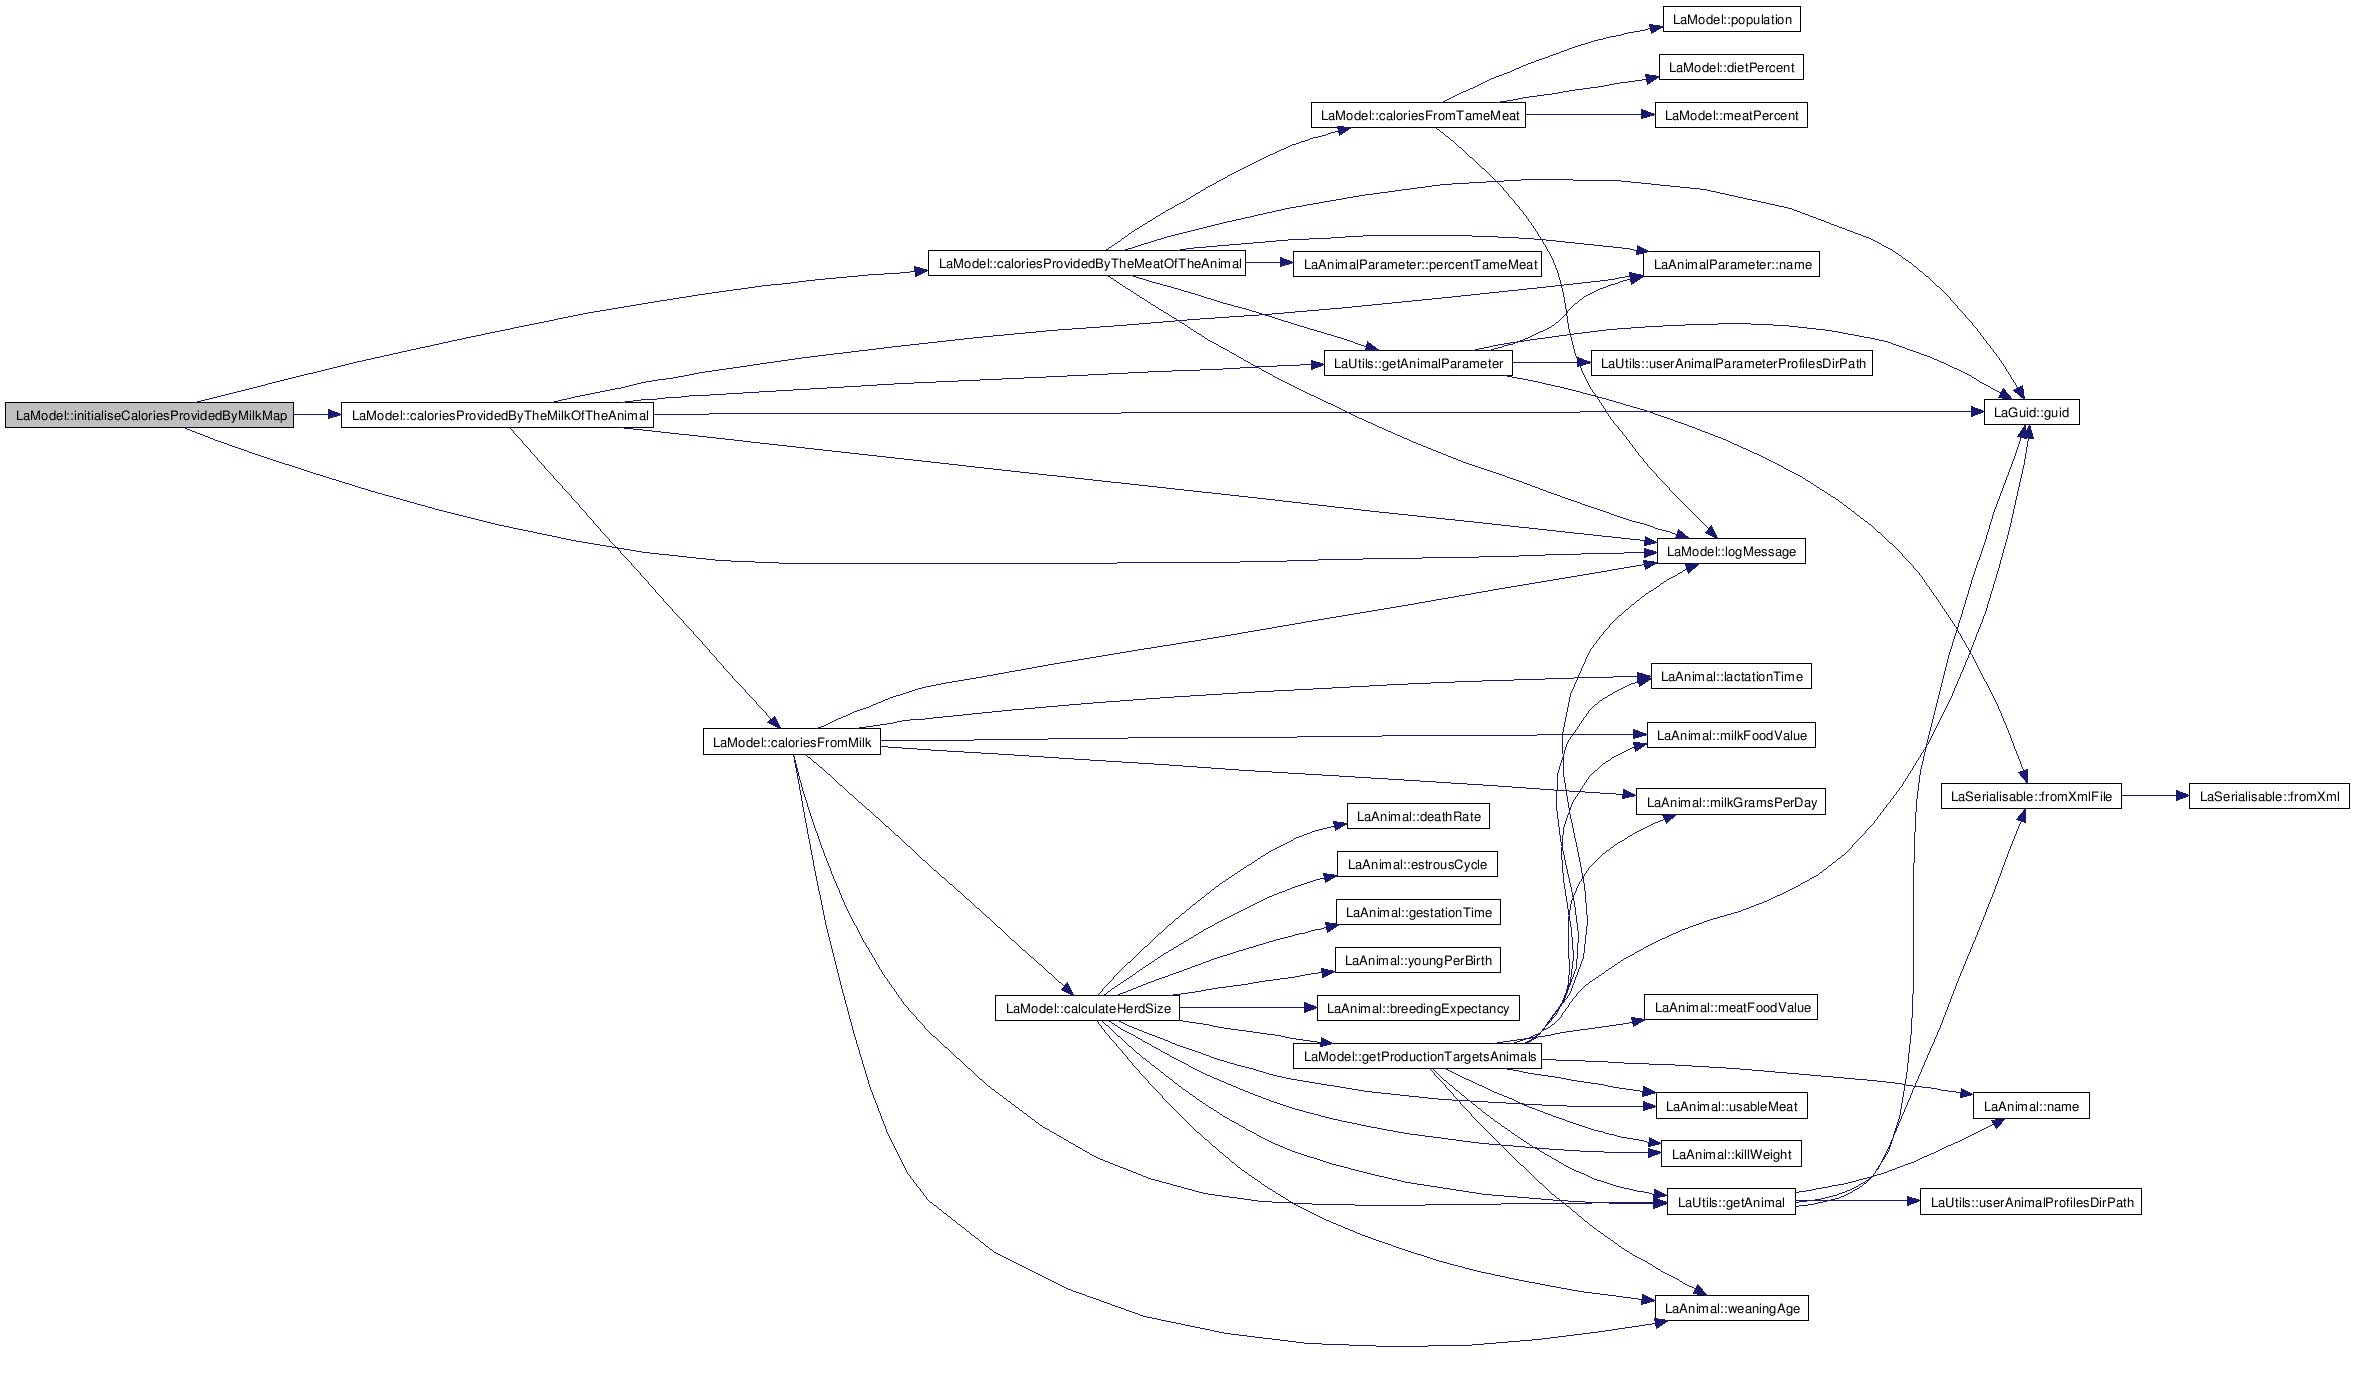 LaModel::population
LaModel::dietPercent
LaModel::caloriesFromTameMeat
LaModel::meatPercent
LaModel::caloriesProvidedByTheMeatOfTheAnimal
LaAnimalParameter::percentTameMeat
LaAnimalParameter::name
LaUtils::getAnimalParameter
LaUtils::userAnimalParameterProfilesDirPath
LaModel::initialiseCaloriesProvidedByMilkMap
LaModel::caloriesProvidedByTheMilkOfTheAnimal
LaGuid::guid
LaModel::logMessage
LaAnimal::lactationTime
LaModel::caloriesFromMilk
LaAnimal::milkFoodValue
LaAnimal::milkGramsPerDay
LaSerialisable::fromXmlFile
LaSerialisable::fromXml
LaAnimal::deathRate
LaAnimal::estrousCycle
LaAnimal::gestationTime
LaAnimal::youngPerBirth
LaModel::calculateHerdSize
LaAnimal::breedingExpectancy
LaAnimal::meatFoodValue
LaModel::getProductionTargetsAnimals
LaAnimal::usableMeat
LaAnimal::name
LaAnimal::killWeight
LaUtils::getAnimal
LaUtils::userAnimalProfilesDirPath
LaAnimal::weaningAge